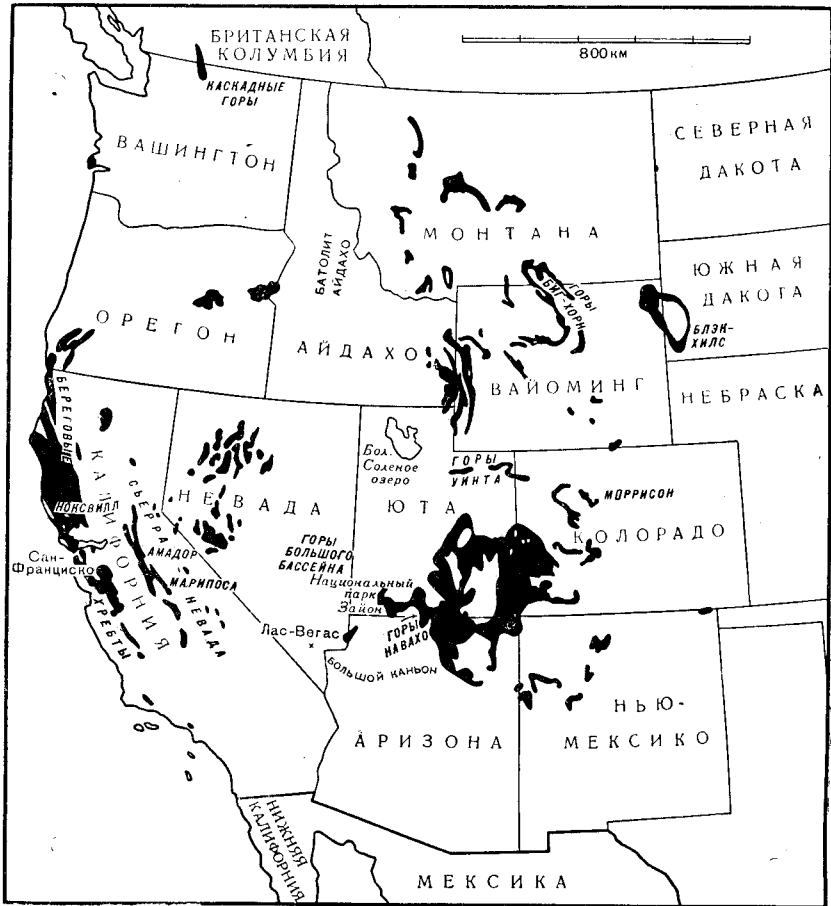 БРИТАНСКАЯ
КОЛУМБИЯ
800 КМ
КАСКАДНЫЕ
ГОРЫ
ВАШИНГТОН
СЕВЕРНАЯ
ДАКОТА
МОНТАНА
БАТОЛИТ
АЙДАХО
ЮЖНАЯ
ДАКОТА
ГОРЫ
БИГ-ХОРН
БЛЭК-
ХИЛС
ОРЕГОН
АЙДАХО
ВАЙОМИНГ
НЕБРАСКА
БЕРЕГОВЫЕ
ХРЕБТЫ
КАЛИФОРНИЯ
СЬЕРРА-
НЕВАДА
НЕВАДА
Бол.
Соленое
озеро
ЮТА
ГОРЫ
УИНТА
МОРРИСОН
КОЛОРАДО
НОКСВИЛЛ
АМАДОР
МАРИПОСА
Сан-
Франциско
ГОРЫ
БОЛЬШОГО
БАССЕЙНА
Национальный
парк
Зайон
Лас-Вегас
ГОРЫ
НАВАХО
БОЛЬШОЙ КАНЬОН
АРИЗОНА
НЬЮ-
МЕКСИКО
НИЖНЯЯ
КАЛИФОРНИЯ
МЕКСИКА